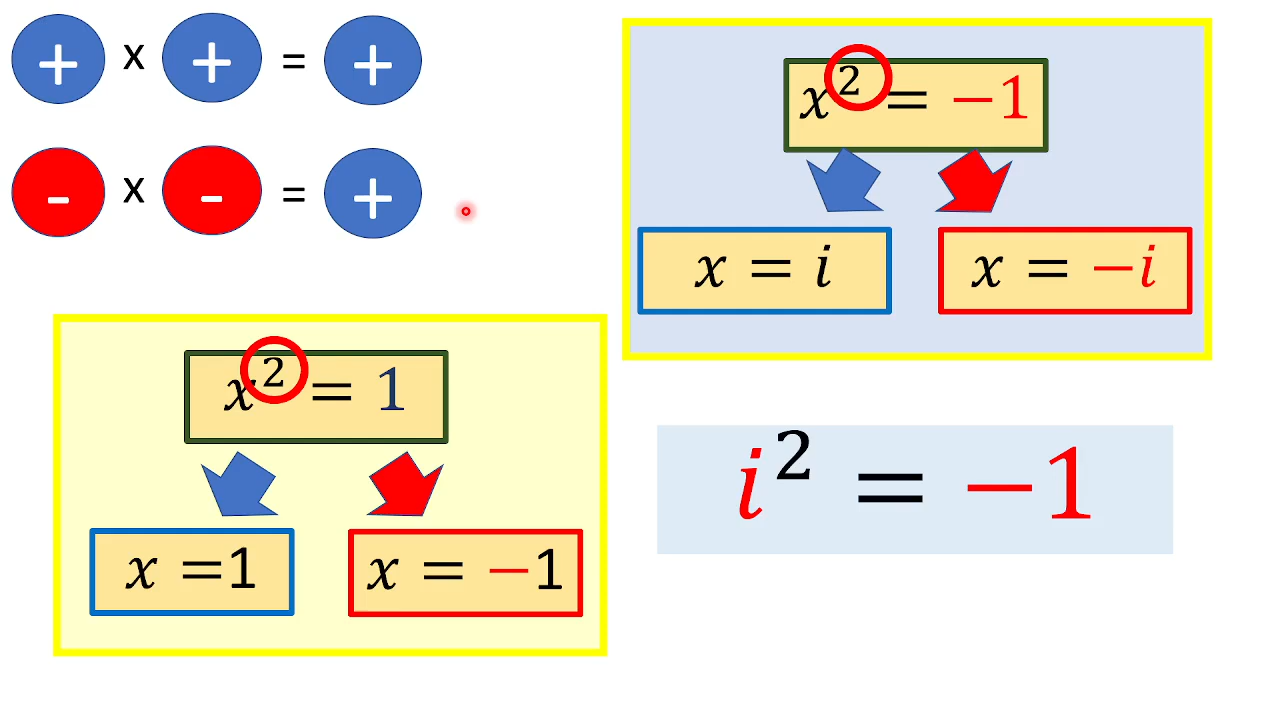 + x + = +
- x - = +
x² = 1
x =1
x = −1
x² = −1
x = i
x = −i
i² = −1